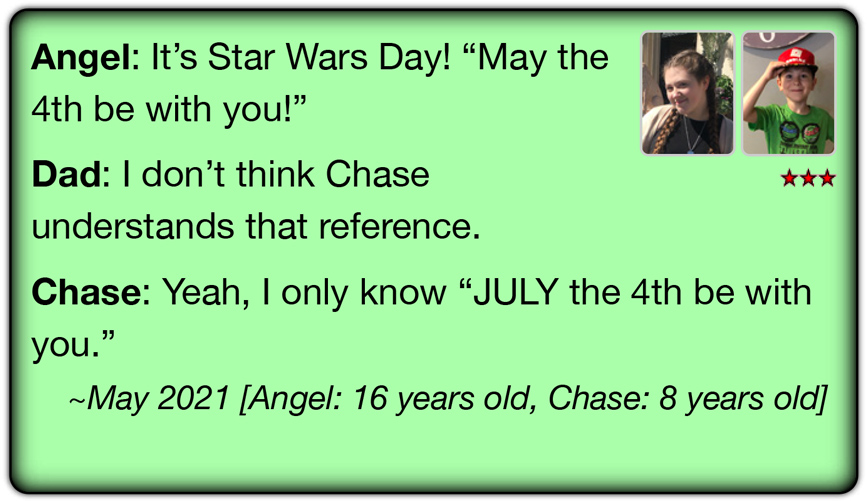 Angel: It’s Star Wars Day! “May the
4th be with you!”
Dad: I don’t think Chase
understands that reference.
Chase: Yeah, I only know “JULY the 4th be with
you.”
~May 2021 [Angel: 16 years old, Chase: 8 years old]